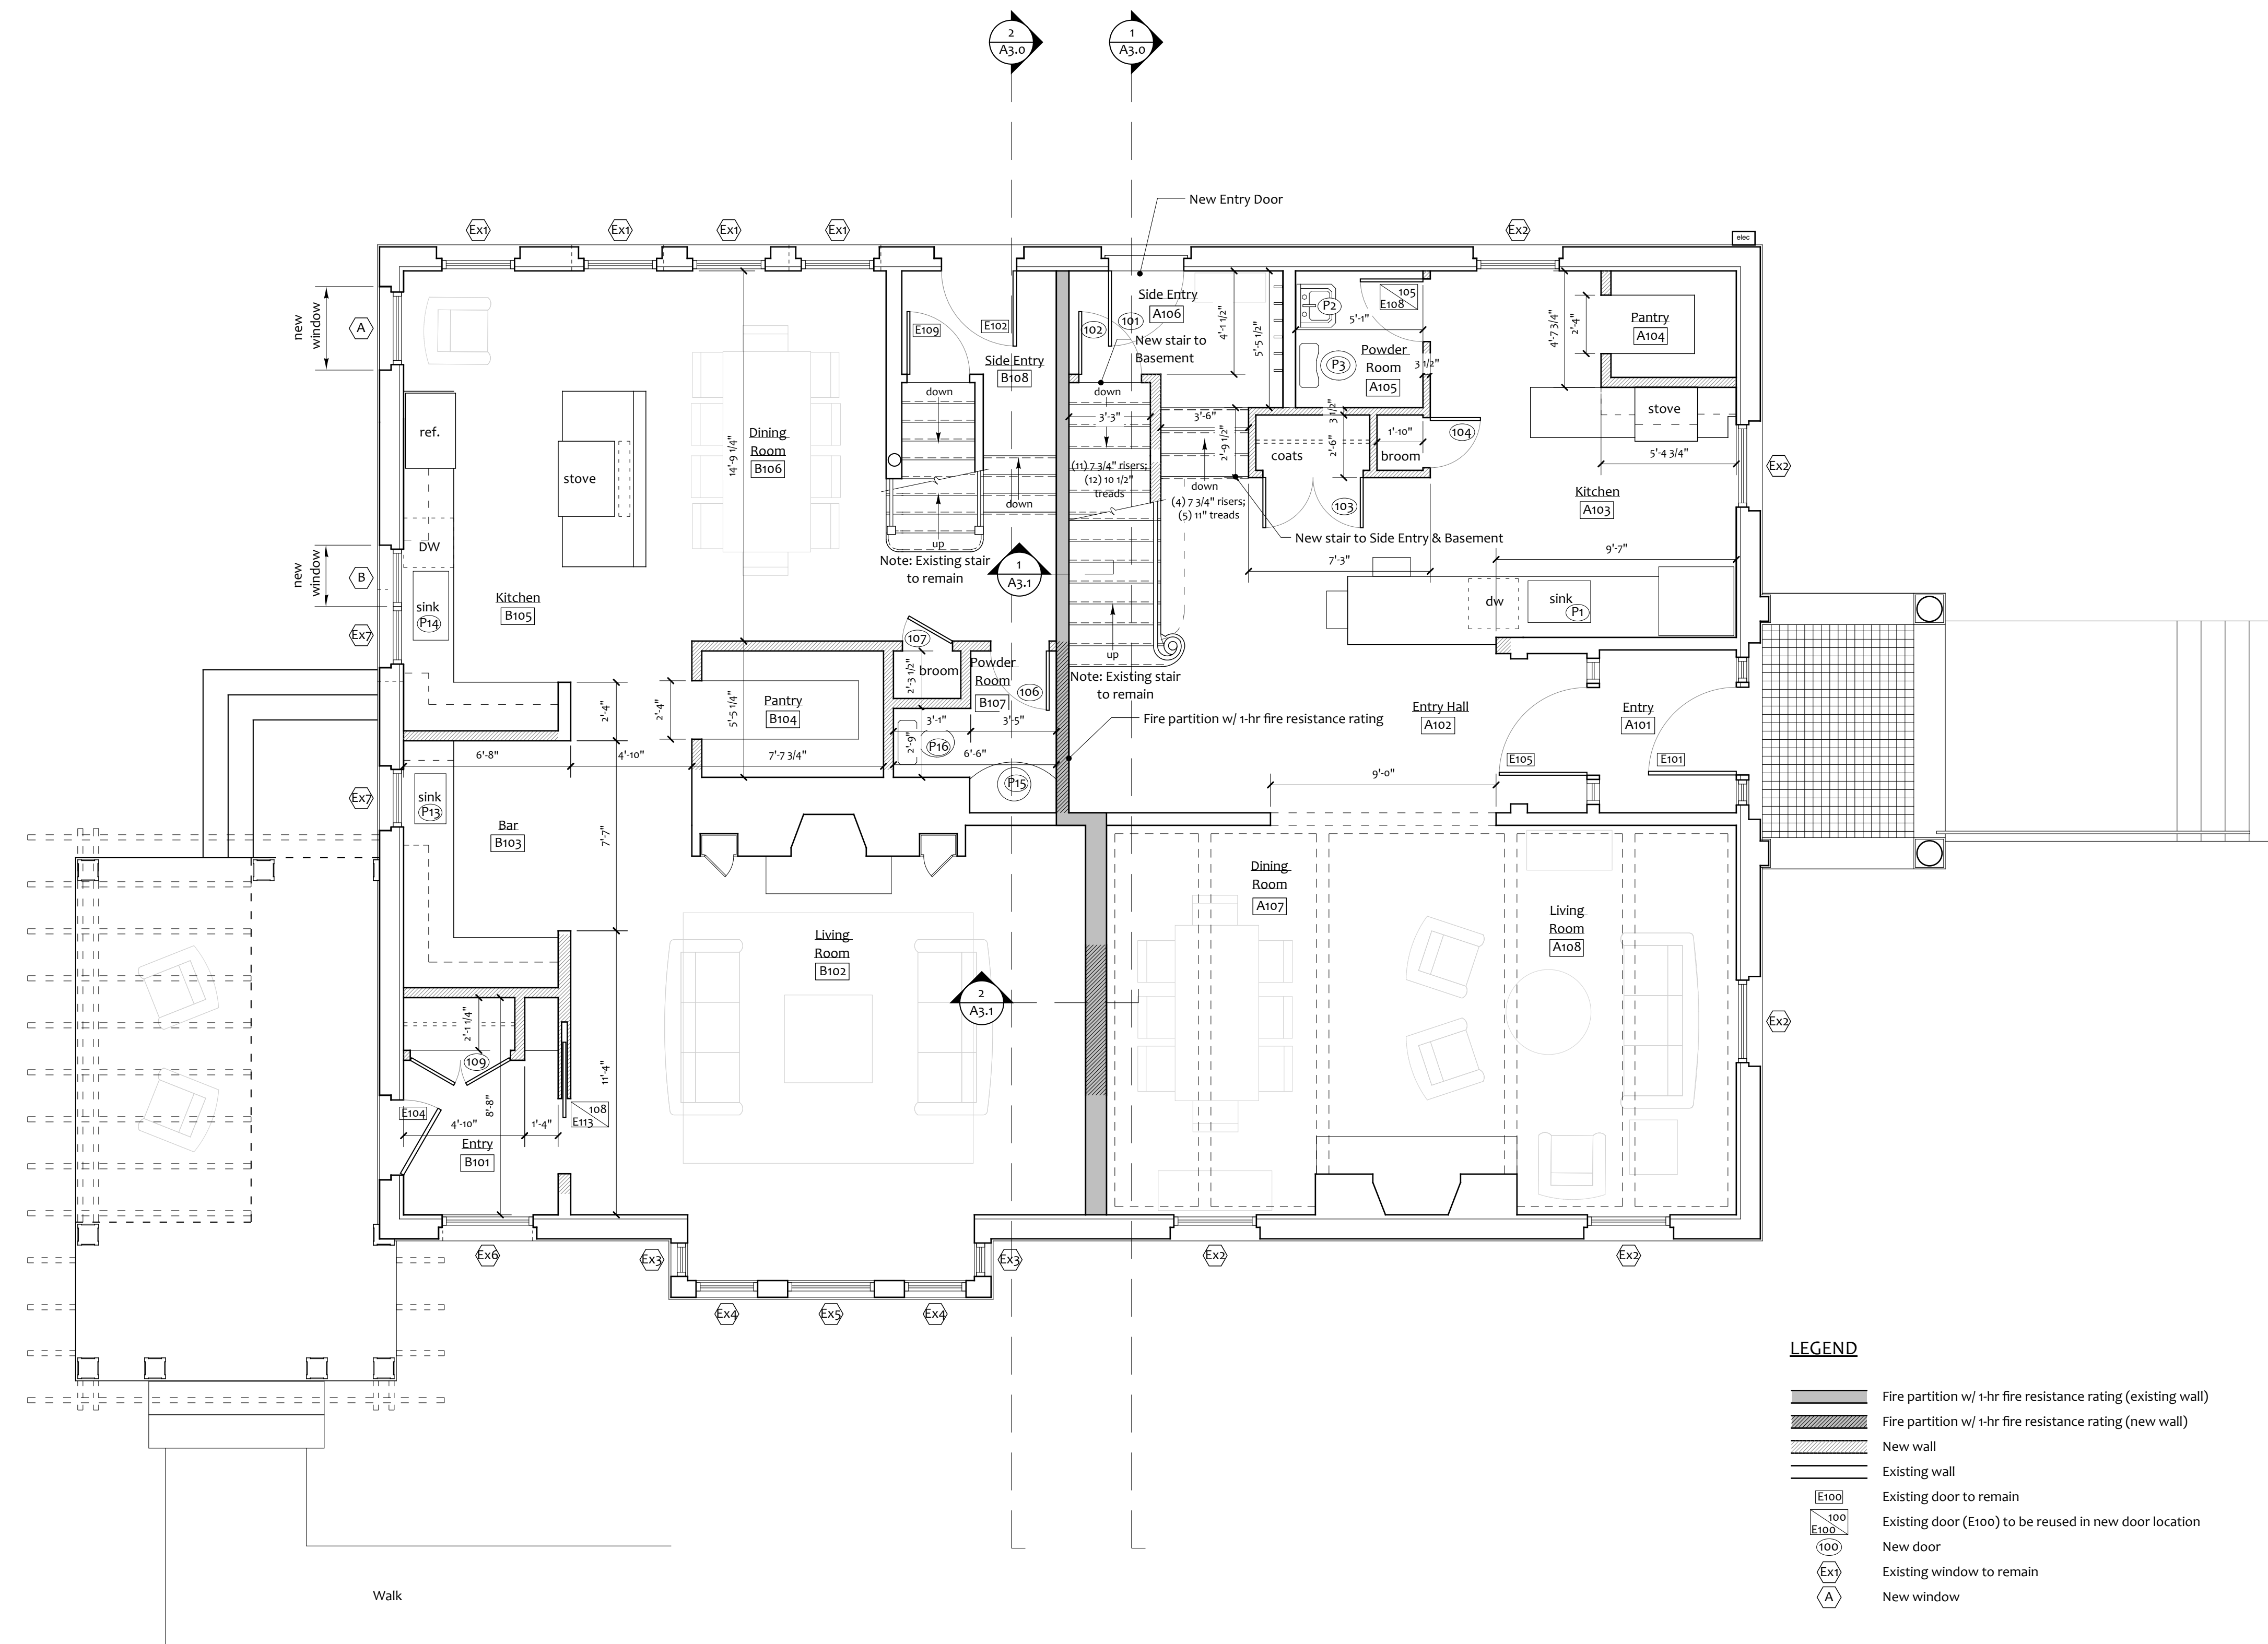 2
A3.0
1
A3.0
New Entry Door
Ex1
Ex1
Ex1
Ex1
Ex2
elec
new
window
A
ref.
stove
DW
new
window
B
sink
P14
Ex7
Kitchen
B105
Dining
Room
B106
14'-9 1/4"
E109
E102
Side Entry
B108
down
down
up
Note: Existing stair
to remain
1
A3.1
102
101
Side Entry
A106
New stair to
Basement
down
3'-3"
(11) 7 3/4" risers;
(12) 10 1/2"
treads
4'-1 1/2"
5'-5 1/2"
3'-6"
2'-9 1/2"
down
(4) 7 3/4" risers;
(5) 11" treads
P2
105
E108
5'-1"
P3
Powder
Room
A105
3 1/2"
3 1/2"
coats
2'-6"
1'-10"
broom
104
103
New stair to Side Entry & Basement
7'-3"
4'-7 3/4"
2'-4"
Pantry
A104
stove
5'-4 3/4"
Ex2
Kitchen
A103
9'-7"
dw
sink
P1
up
Note: Existing stair
to remain
Fire partition w/ 1-hr fire resistance rating
107
broom
2'-3 1/2"
Powder
Room
B107
106
3'-1"
3'-5"
2'-9"
P16
6'-6"
P15
Pantry
B104
2'-4"
5'-5 1/4"
7'-7 3/4"
2'-4"
6'-8"
4'-10"
Ex7
sink
P13
Bar
B103
7'-7"
Entry Hall
A102
Entry
A101
E105
E101
9'-0"
Dining
Room
A107
Living
Room
A108
Living
Room
B102
2
A3.1
Ex2
2'-1 1/4"
109
8'-8"
11'-4"
E104
4'-10"
1'-4"
108
E113
Entry
B101
Ex6
Ex3
Ex3
Ex2
Ex2
Ex4
Ex5
Ex4
Walk
LEGEND
Fire partition w/ 1-hr fire resistance rating (existing wall)
Fire partition w/ 1-hr fire resistance rating (new wall)
New wall
Existing wall
E100 Existing door to remain
100
E100 Existing door (E100) to be reused in new door location
100 New door
Ex1 Existing window to remain
A New window